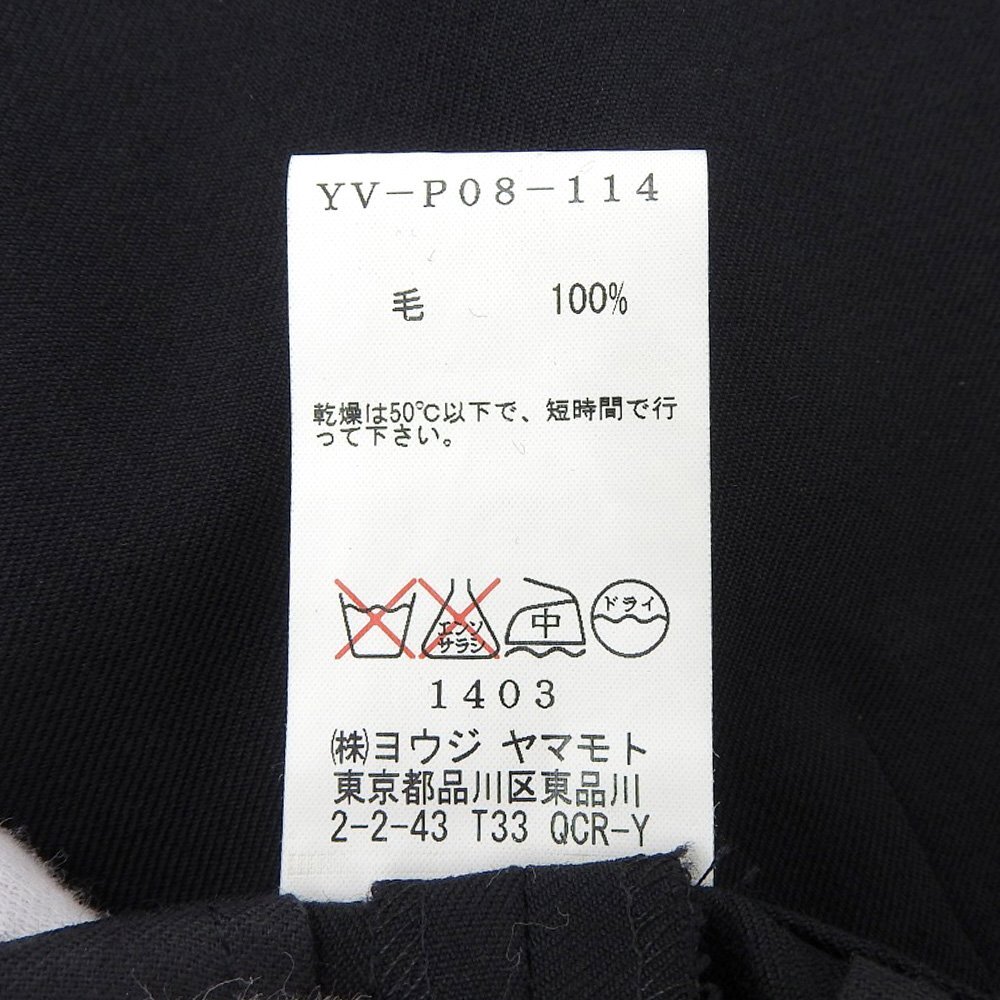 YV-P08-114
毛 100%
乾燥は50℃以下で、短時間で行
って下さい。
エンソ
サラシ
中
ドライ
1403
㈱ヨウジ ヤマモト
東京都品川区東品川
2-2-43 T33 QCR-Y